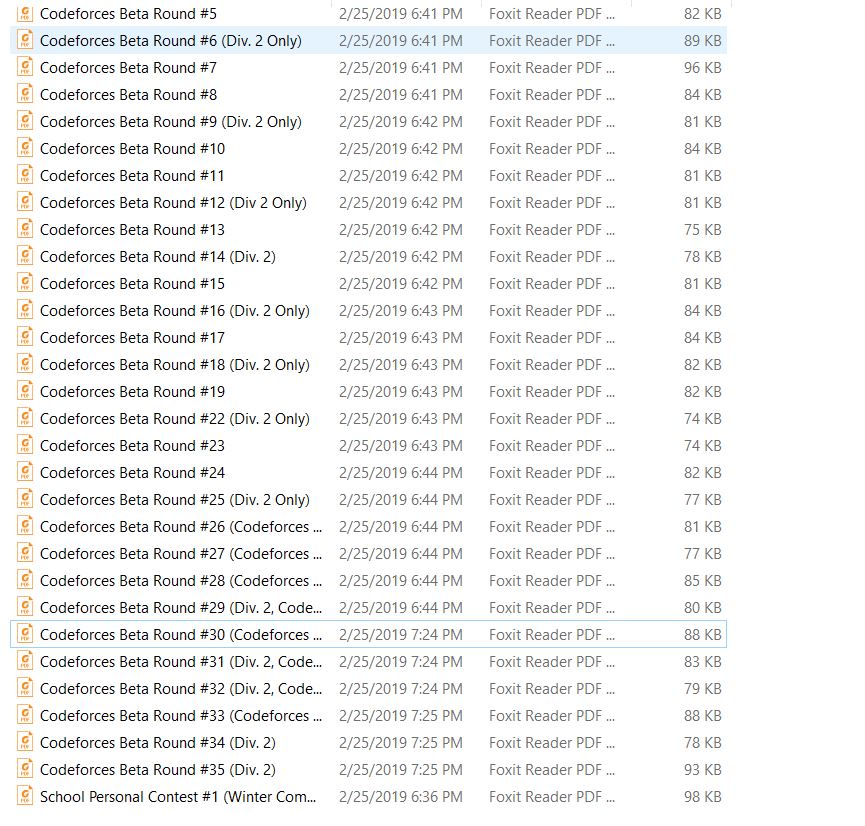 Codeforces Beta Round #5 2/25/2019 6:41 PM Foxit Reader PDF ... 82 KB
Codeforces Beta Round #6 (Div. 2 Only) 2/25/2019 6:41 PM Foxit Reader PDF ... 89 KB
Codeforces Beta Round #7 2/25/2019 6:41 PM Foxit Reader PDF ... 96 KB
Codeforces Beta Round #8 2/25/2019 6:41 PM Foxit Reader PDF ... 84 KB
Codeforces Beta Round #9 (Div. 2 Only) 2/25/2019 6:42 PM Foxit Reader PDF ... 81 KB
Codeforces Beta Round #10 2/25/2019 6:42 PM Foxit Reader PDF ... 84 KB
Codeforces Beta Round #11 2/25/2019 6:42 PM Foxit Reader PDF ... 81 KB
Codeforces Beta Round #12 (Div 2 Only) 2/25/2019 6:42 PM Foxit Reader PDF ... 81 KB
Codeforces Beta Round #13 2/25/2019 6:42 PM Foxit Reader PDF ... 75 KB
Codeforces Beta Round #14 (Div. 2) 2/25/2019 6:42 PM Foxit Reader PDF ... 78 KB
Codeforces Beta Round #15 2/25/2019 6:42 PM Foxit Reader PDF ... 81 KB
Codeforces Beta Round #16 (Div. 2 Only) 2/25/2019 6:43 PM Foxit Reader PDF ... 84 KB
Codeforces Beta Round #17 2/25/2019 6:43 PM Foxit Reader PDF ... 84 KB
Codeforces Beta Round #18 (Div. 2 Only) 2/25/2019 6:43 PM Foxit Reader PDF ... 82 KB
Codeforces Beta Round #19 2/25/2019 6:43 PM Foxit Reader PDF ... 82 KB
Codeforces Beta Round #22 (Div. 2 Only) 2/25/2019 6:43 PM Foxit Reader PDF ... 74 KB
Codeforces Beta Round #23 2/25/2019 6:43 PM Foxit Reader PDF ... 74 KB
Codeforces Beta Round #24 2/25/2019 6:44 PM Foxit Reader PDF ... 82 KB
Codeforces Beta Round #25 (Div. 2 Only) 2/25/2019 6:44 PM Foxit Reader PDF ... 77 KB
Codeforces Beta Round #26 (Codeforces ... 2/25/2019 6:44 PM Foxit Reader PDF ... 81 KB
Codeforces Beta Round #27 (Codeforces ... 2/25/2019 6:44 PM Foxit Reader PDF ... 77 KB
Codeforces Beta Round #28 (Codeforces ... 2/25/2019 6:44 PM Foxit Reader PDF ... 85 KB
Codeforces Beta Round #29 (Div. 2, Code... 2/25/2019 6:44 PM Foxit Reader PDF ... 80 KB
Codeforces Beta Round #30 (Codeforces ... 2/25/2019 7:24 PM Foxit Reader PDF ... 88 KB
Codeforces Beta Round #31 (Div. 2, Code... 2/25/2019 7:24 PM Foxit Reader PDF ... 83 KB
Codeforces Beta Round #32 (Div. 2, Code... 2/25/2019 7:24 PM Foxit Reader PDF ... 79 KB
Codeforces Beta Round #33 (Codeforces ... 2/25/2019 7:25 PM Foxit Reader PDF ... 88 KB
Codeforces Beta Round #34 (Div. 2) 2/25/2019 7:25 PM Foxit Reader PDF ... 78 KB
Codeforces Beta Round #35 (Div. 2) 2/25/2019 7:25 PM Foxit Reader PDF ... 93 KB
School Personal Contest #1 (Winter Com... 2/25/2019 6:36 PM Foxit Reader PDF ... 98 KB